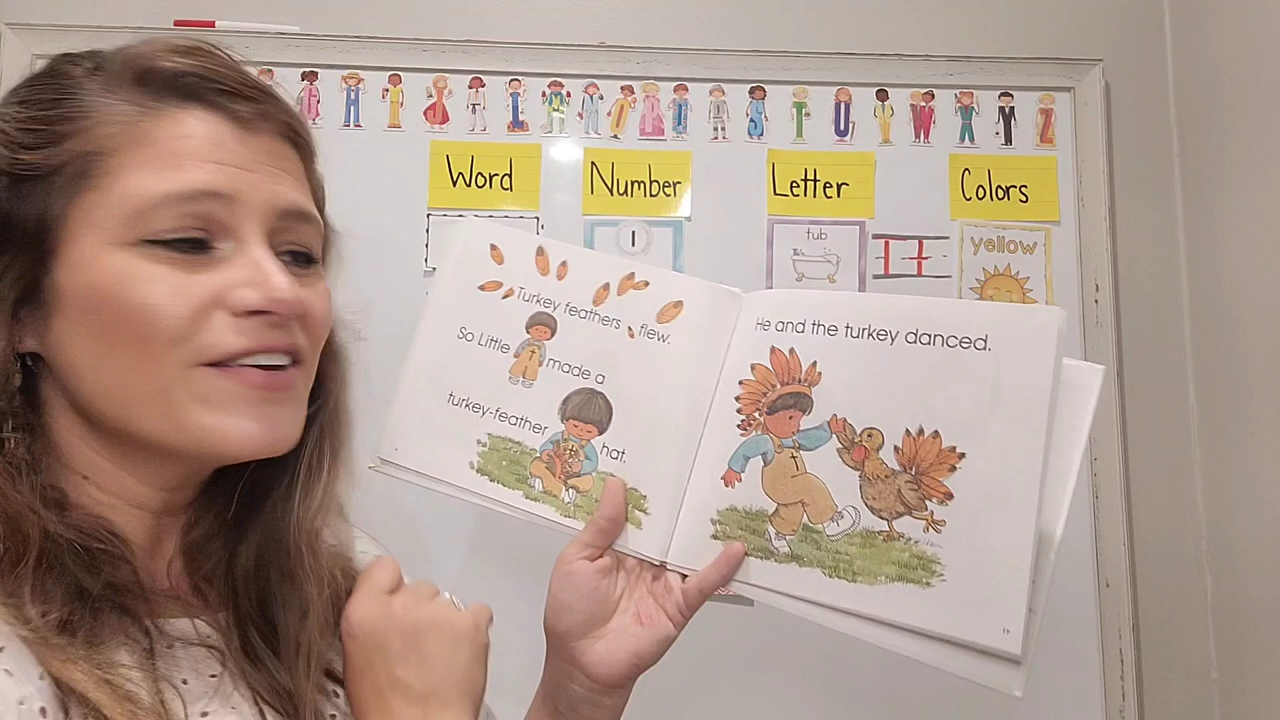 Word
Number
Letter
Colors
1
tub
yellow
Turkey feathers flew.
So Little made a
turkey-feather hat.
He and the turkey danced.